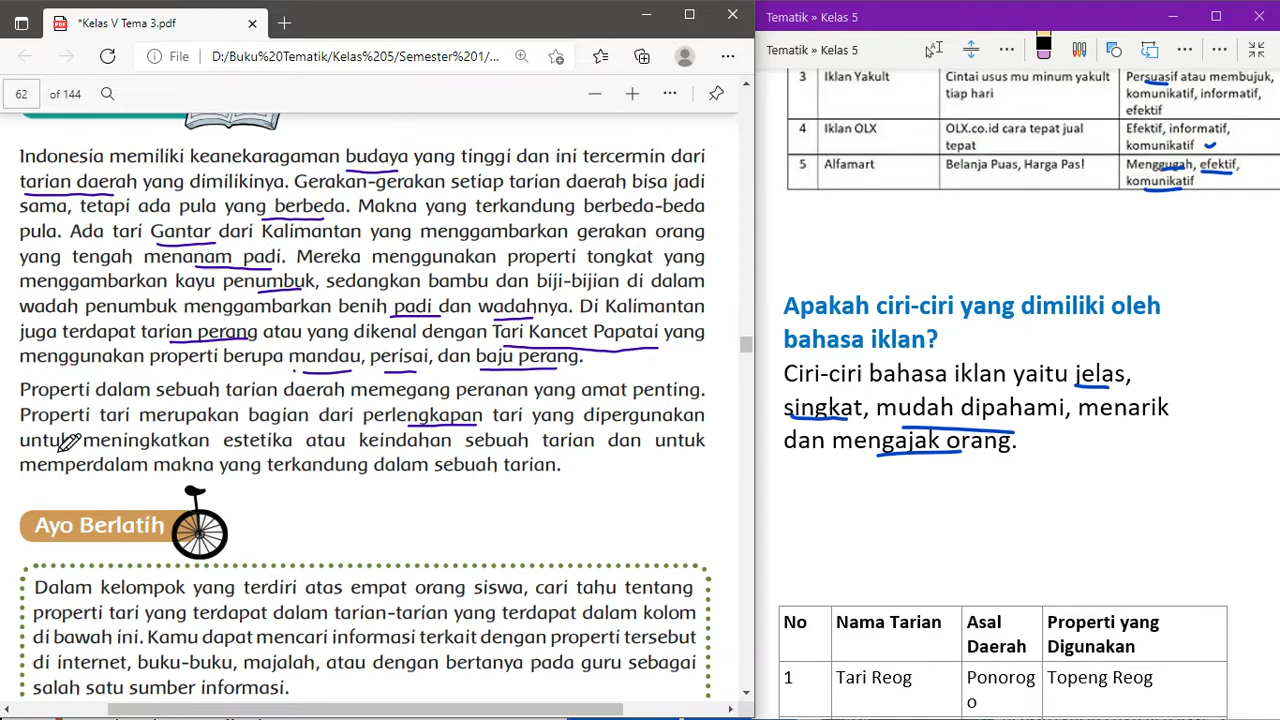 *Kelas V Tema 3.pdf
File
D:/Buku%20Tematik/Kelas%205/Semester%201/...
62 of 144
Indonesia memiliki keanekaragaman budaya yang tinggi dan ini tercermin dari
tarian daerah yang dimilikinya. Gerakan-gerakan setiap tarian daerah bisa jadi
sama, tetapi ada pula yang berbeda. Makna yang terkandung berbeda-beda
pula. Ada tari Gantar dari Kalimantan yang menggambarkan gerakan orang
yang tengah menanam padi. Mereka menggunakan properti tongkat yang
menggambarkan kayu penumbuk, sedangkan bambu dan biji-bijian di dalam
wadah penumbuk menggambarkan benih padi dan wadahnya. Di Kalimantan
juga terdapat tarian perang atau yang dikenal dengan Tari Kancet Papatai yang
menggunakan properti berupa mandau, perisai, dan baju perang.
Properti dalam sebuah tarian daerah memegang peranan yang amat penting.
Properti tari merupakan bagian dari perlengkapan tari yang dipergunakan
untuk meningkatkan estetika atau keindahan sebuah tarian dan untuk
memperdalam makna yang terkandung dalam sebuah tarian.
Ayo Berlatih
Dalam kelompok yang terdiri atas empat orang siswa, cari tahu tentang
properti tari yang terdapat dalam tarian-tarian yang terdapat dalam kolom
di bawah ini. Kamu dapat mencari informasi terkait dengan properti tersebut
di internet, buku-buku, majalah, atau dengan bertanya pada guru sebagai
salah satu sumber informasi.
Tematik » Kelas 5
Tematik » Kelas 5
3 Iklan Yakult Cintai usus mu minum yakult Persuasif atau membujuk,
tiap hari komunikatif, informatif,
efektif
4 Iklan OLX OLX.co.id cara tepat jual Efektif, informatif,
tepat komunikatif
5 Alfamart Belanja Puas, Harga Pas! Menggugah, efektif,
komunikatif
Apakah ciri-ciri yang dimiliki oleh
bahasa iklan?
Ciri-ciri bahasa iklan yaitu jelas,
singkat, mudah dipahami, menarik
dan mengajak orang.
No Nama Tarian Asal Properti yang
Daerah Digunakan
1 Tari Reog Ponorog Topeng Reog
o